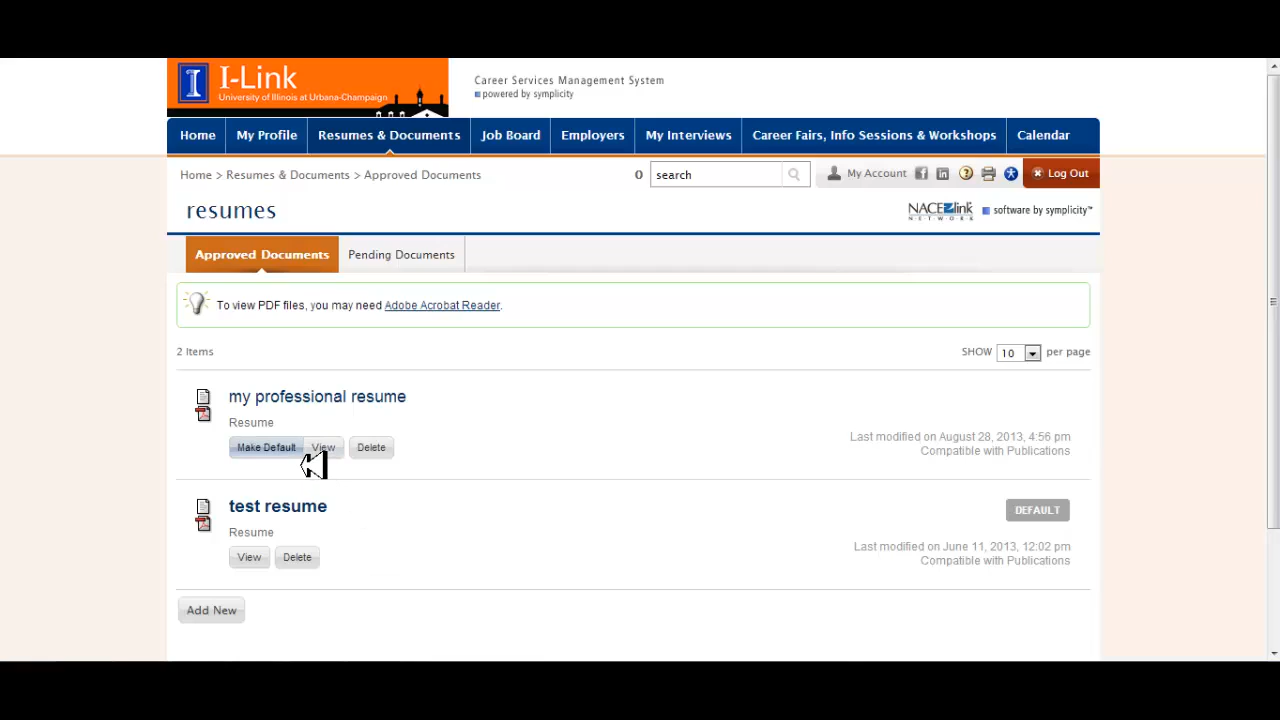 I-Link
University of Illinois at Urbana-Champaign
Career Services Management System
powered by symplicity
Home My Profile Resumes & Documents Job Board Employers My Interviews Career Fairs, Info Sessions & Workshops Calendar
Home > Resumes & Documents > Approved Documents 0 search My Account Log Out
resumes NACElink NETWORK software by symplicity™
Approved Documents Pending Documents
To view PDF files, you may need Adobe Acrobat Reader.
2 Items SHOW 10 per page
my professional resume
Resume
Make Default View Delete
Last modified on August 28, 2013, 4:56 pm
Compatible with Publications
test resume DEFAULT
Resume
View Delete
Last modified on June 11, 2013, 12:02 pm
Compatible with Publications
Add New